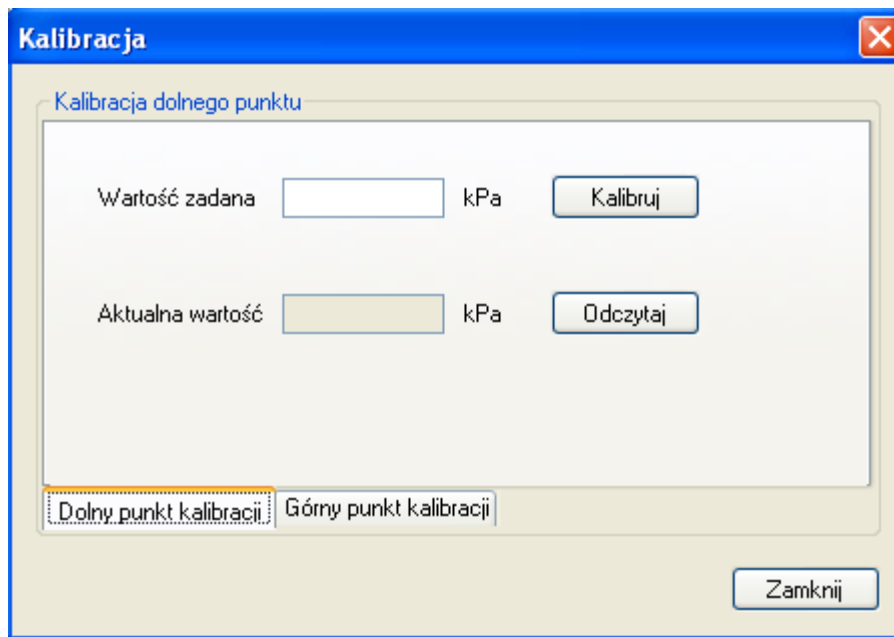 Kalibracja
Kalibracja dolnego punktu
Wartość zadana kPa Kalibruj
Aktualna wartość kPa Odczytaj
Dolny punkt kalibracji Górny punkt kalibracji
Zamknij